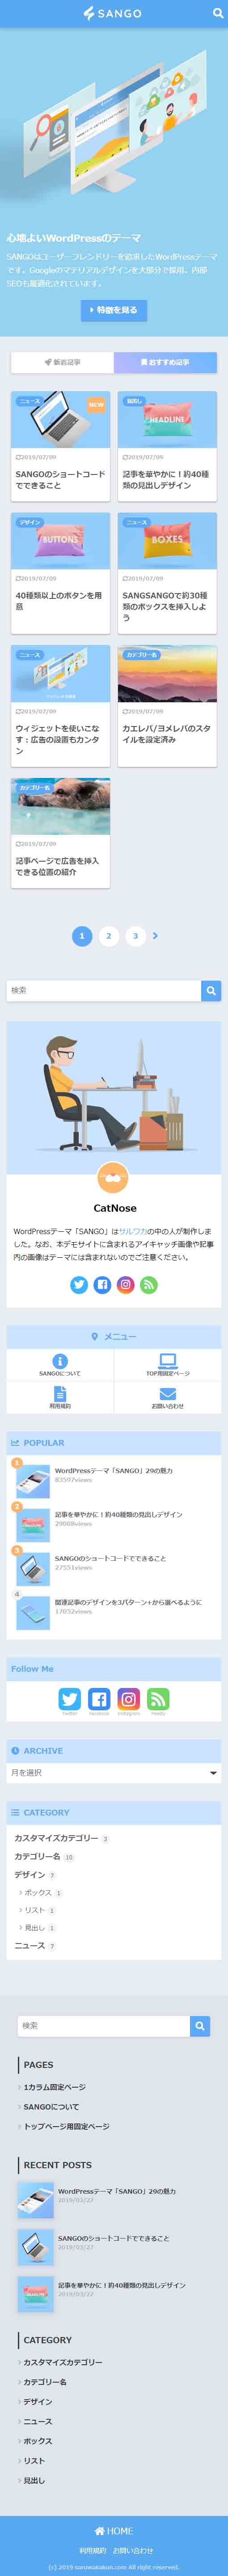 SANGO
心地よいWordPressのテーマ
SANGOはユーザーフレンドリーを追求したWordPressテーマ
です。Googleのマテリアルデザインを大部分で採用。内部
SEOも最適化されています。
特徴を見る
新着記事
おすすめ記事
ニュース
NEW
2019/07/09
SANGOのショートコード
でできること
見出し
HEADLINE
2019/07/09
記事を華やかに！約40種
類の見出しデザイン
デザイン
BUTTONS
2019/07/09
40種類以上のボタンを用
意
ニュース
BOXES
2019/07/09
SANGSANGOで約30種
類のボックスを挿入しよ
う
ニュース
2019/07/09
ウィジェットを使いこな
す：広告の設置もカンタ
ン
カテゴリー名
2019/07/09
カエレバ/ヨメレバのスタ
イルを設定済み
カテゴリー名
2019/07/09
記事ページで広告を挿入
できる位置の紹介
1
2
3
検索
CatNose
WordPressテーマ「SANGO」はサルワカの中の人が制作しま
した。なお、本デモサイトに含まれるアイキャッチ画像や記事
内の画像はテーマには含まれないのでご注意ください。
メニュー
SANGOについて
TOP用固定ページ
利用規約
お問い合わせ
POPULAR
1
WordPressテーマ「SANGO」29の魅力
83597views
2
記事を華やかに！約40種類の見出しデザイン
29089views
3
SANGOのショートコードでできること
27551views
4
関連記事のデザインを3パターン+から選べるように
17052views
Follow Me
Twitter
Facebook
Instagram
Feedly
ARCHIVE
月を選択
CATEGORY
カスタマイズカテゴリー 3
カテゴリー名 10
デザイン 7
ボックス 1
リスト 1
見出し 1
ニュース 7
検索
PAGES
1カラム固定ページ
SANGOについて
トップページ用固定ページ
RECENT POSTS
WordPressテーマ「SANGO」29の魅力
2019/03/27
SANGOのショートコードでできること
2019/03/27
記事を華やかに！約40種類の見出しデザイン
2019/03/22
CATEGORY
カスタマイズカテゴリー
カテゴリー名
デザイン
ニュース
ボックス
リスト
見出し
HOME
利用規約 お問い合わせ
(c) 2019 saruwakakun.com All right reserved.